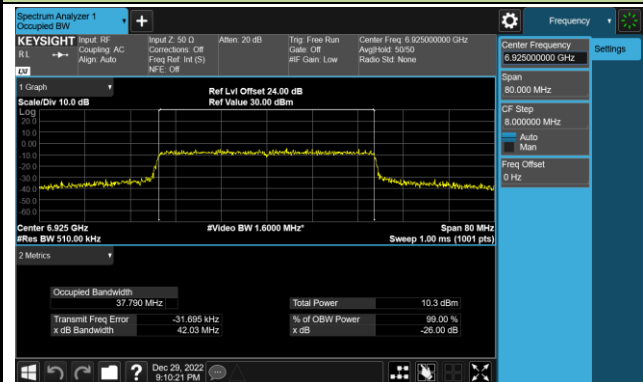 Spectrum Analyzer 1
Occupied BW
Frequency
KEYSIGHT
R L
Input: RF
Coupling: AC
Align: Auto
Input Z: 50 Ω
Corrections: Off
Freq Ref: Int (S)
NFE: Off
Atten: 20 dB
Trig: Free Run
Gate: Off
#IF Gain: Low
Center Freq: 6.925000000 GHz
Avg|Hold: 50/50
Radio Std: None
LXI
1 Graph
Scale/Div 10.0 dB
Ref Lvl Offset 24.00 dB
Ref Value 30.00 dBm
Log
20.0
10.0
0.00
-10.0
-20.0
-30.0
-40.0
-50.0
-60.0
Center 6.925 GHz
#Res BW 510.00 kHz
#Video BW 1.6000 MHz*
Span 80 MHz
Sweep 1.00 ms (1001 pts)
2 Metrics
Occupied Bandwidth
37.790 MHz
Total Power 10.3 dBm
Transmit Freq Error -31.695 kHz
% of OBW Power 99.00 %
x dB Bandwidth 42.03 MHz
x dB -26.00 dB
Dec 29, 2022
9:10:21 PM
Center Frequency
6.925000000 GHz
Settings
Span
80.000 MHz
CF Step
8.000000 MHz
Auto
Man
Freq Offset
0 Hz